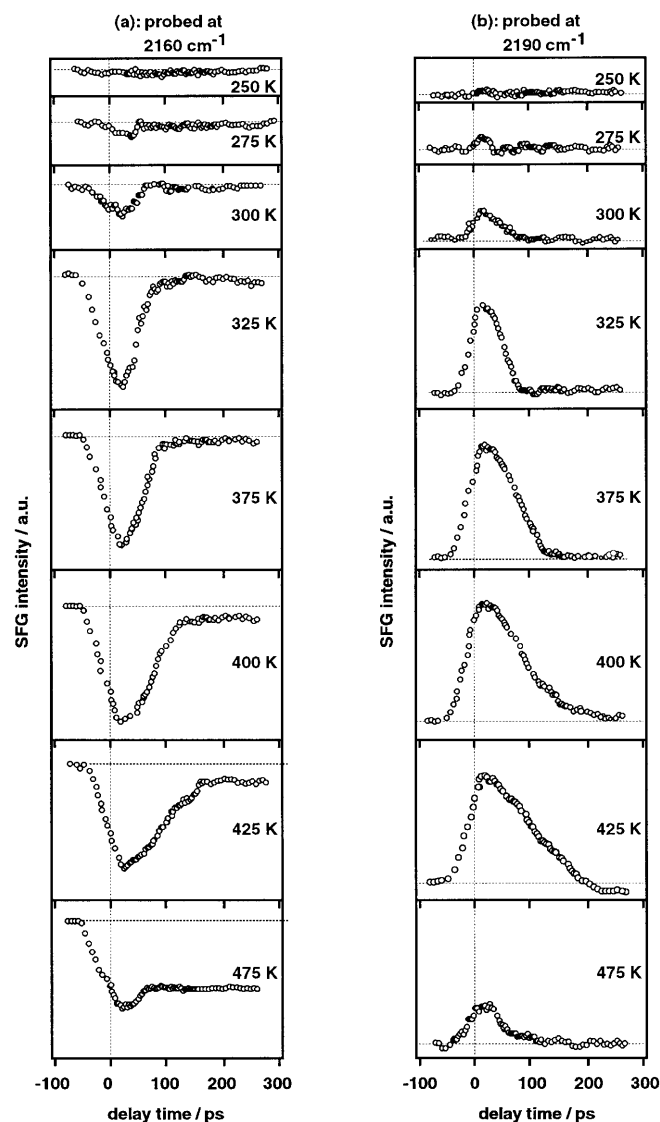 (a): probed at
2160 cm-1
250 K
275 K
300 K
325 K
375 K
400 K
425 K
475 K
SFG intensity / a.u.
-100 0 100 200 300
delay time / ps
(b): probed at
2190 cm-1
250 K
275 K
300 K
325 K
375 K
400 K
425 K
475 K
SFG intensity / a.u.
-100 0 100 200 300
delay time / ps